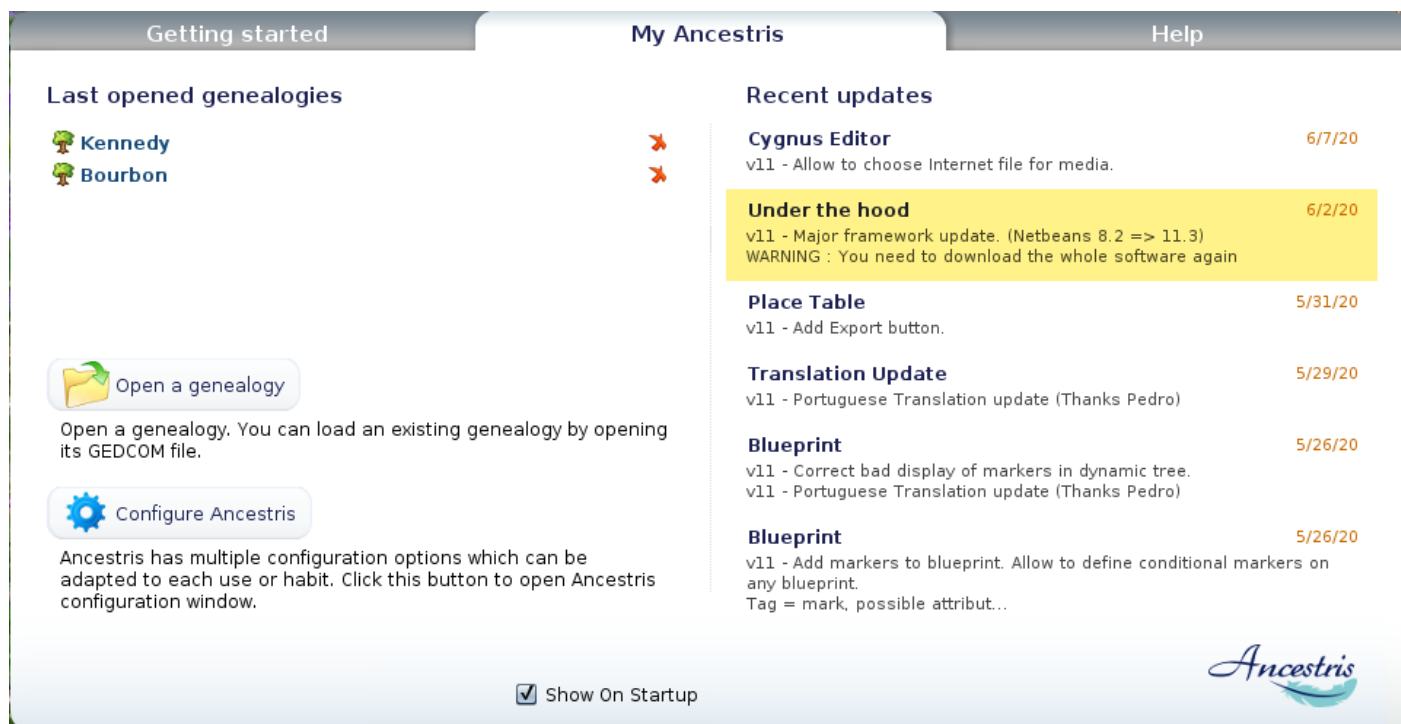 Getting started
My Ancestris
Help
Last opened genealogies
Kennedy
Bourbon
Open a genealogy
Open a genealogy. You can load an existing genealogy by opening
its GEDCOM file.
Configure Ancestris
Ancestris has multiple configuration options which can be
adapted to each use or habit. Click this button to open Ancestris
configuration window.
Recent updates
Cygnus Editor 6/7/20
v11 - Allow to choose Internet file for media.
Under the hood 6/2/20
v11 - Major framework update. (Netbeans 8.2 => 11.3)
WARNING : You need to download the whole software again
Place Table 5/31/20
v11 - Add Export button.
Translation Update 5/29/20
v11 - Portuguese Translation update (Thanks Pedro)
Blueprint 5/26/20
v11 - Correct bad display of markers in dynamic tree.
v11 - Portuguese Translation update (Thanks Pedro)
Blueprint 5/26/20
v11 - Add markers to blueprint. Allow to define conditional markers on
any blueprint.
Tag = mark, possible attribut...
Show On Startup
Ancestris